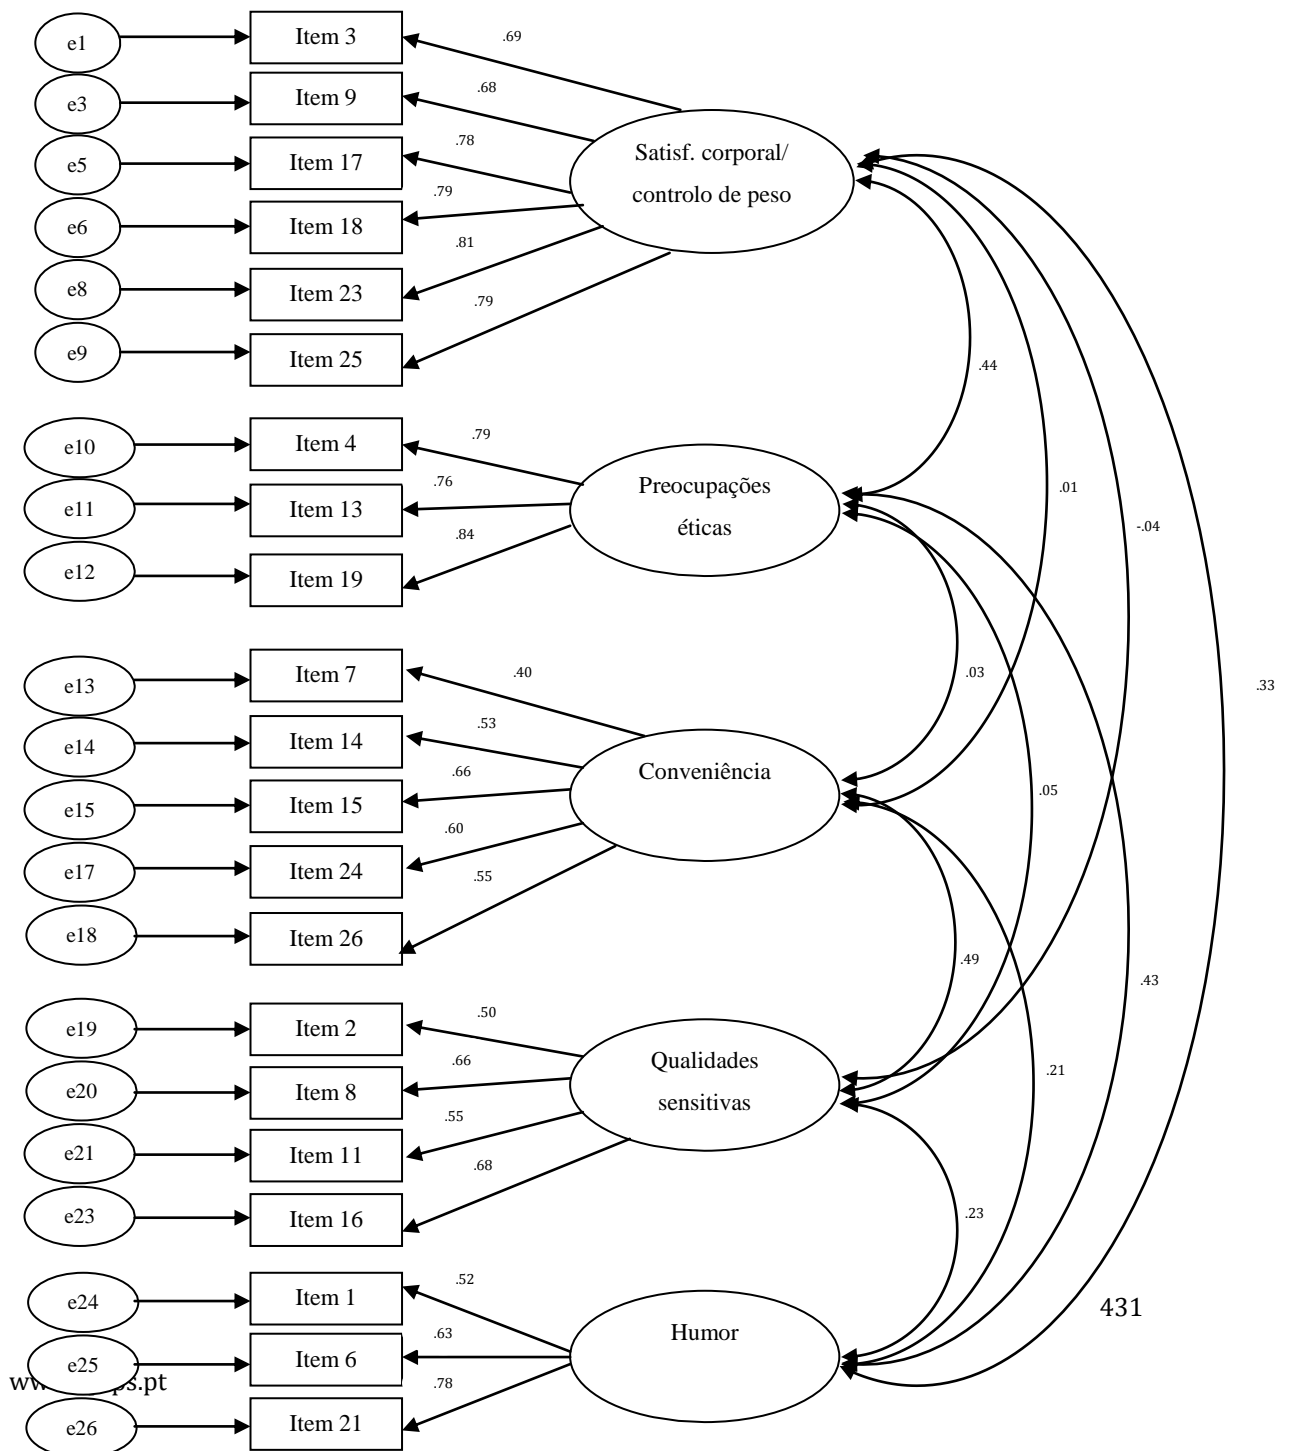 e1
Item 3
.69
e3
Item 9
.68
e5
Item 17
.78
Satisf. corporal/
controlo de peso
e6
Item 18
.79
e8
Item 23
.81
e9
Item 25
.79
.44
e10
Item 4
.79
e11
Item 13
.76
Preocupações
éticas
.01
-.04
e12
Item 19
.84
e13
Item 7
.40
.03
.33
e14
Item 14
.53
Conveniência
e15
Item 15
.66
.05
e17
Item 24
.60
e18
Item 26
.55
.49
.43
e19
Item 2
.50
e20
Item 8
.66
Qualidades
sensitivas
.21
e21
Item 11
.55
e23
Item 16
.68
.23
e24
Item 1
.52
431
e25
Item 6
.63
Humor
e26
Item 21
.78